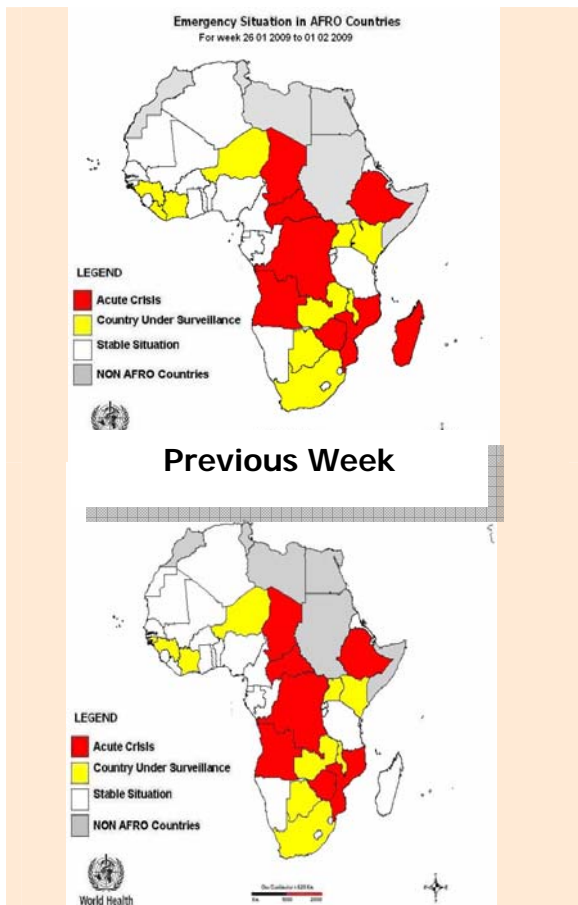 Emergency Situation in AFRO Countries
For week 26 01 2009 to 01 02 2009
LEGEND
Acute Crisis
Country Under Surveillance
Stable Situation
NON AFRO Countries
Previous Week
LEGEND
Acute Crisis
Country Under Surveillance
Stable Situation
NON AFRO Countries
World Health